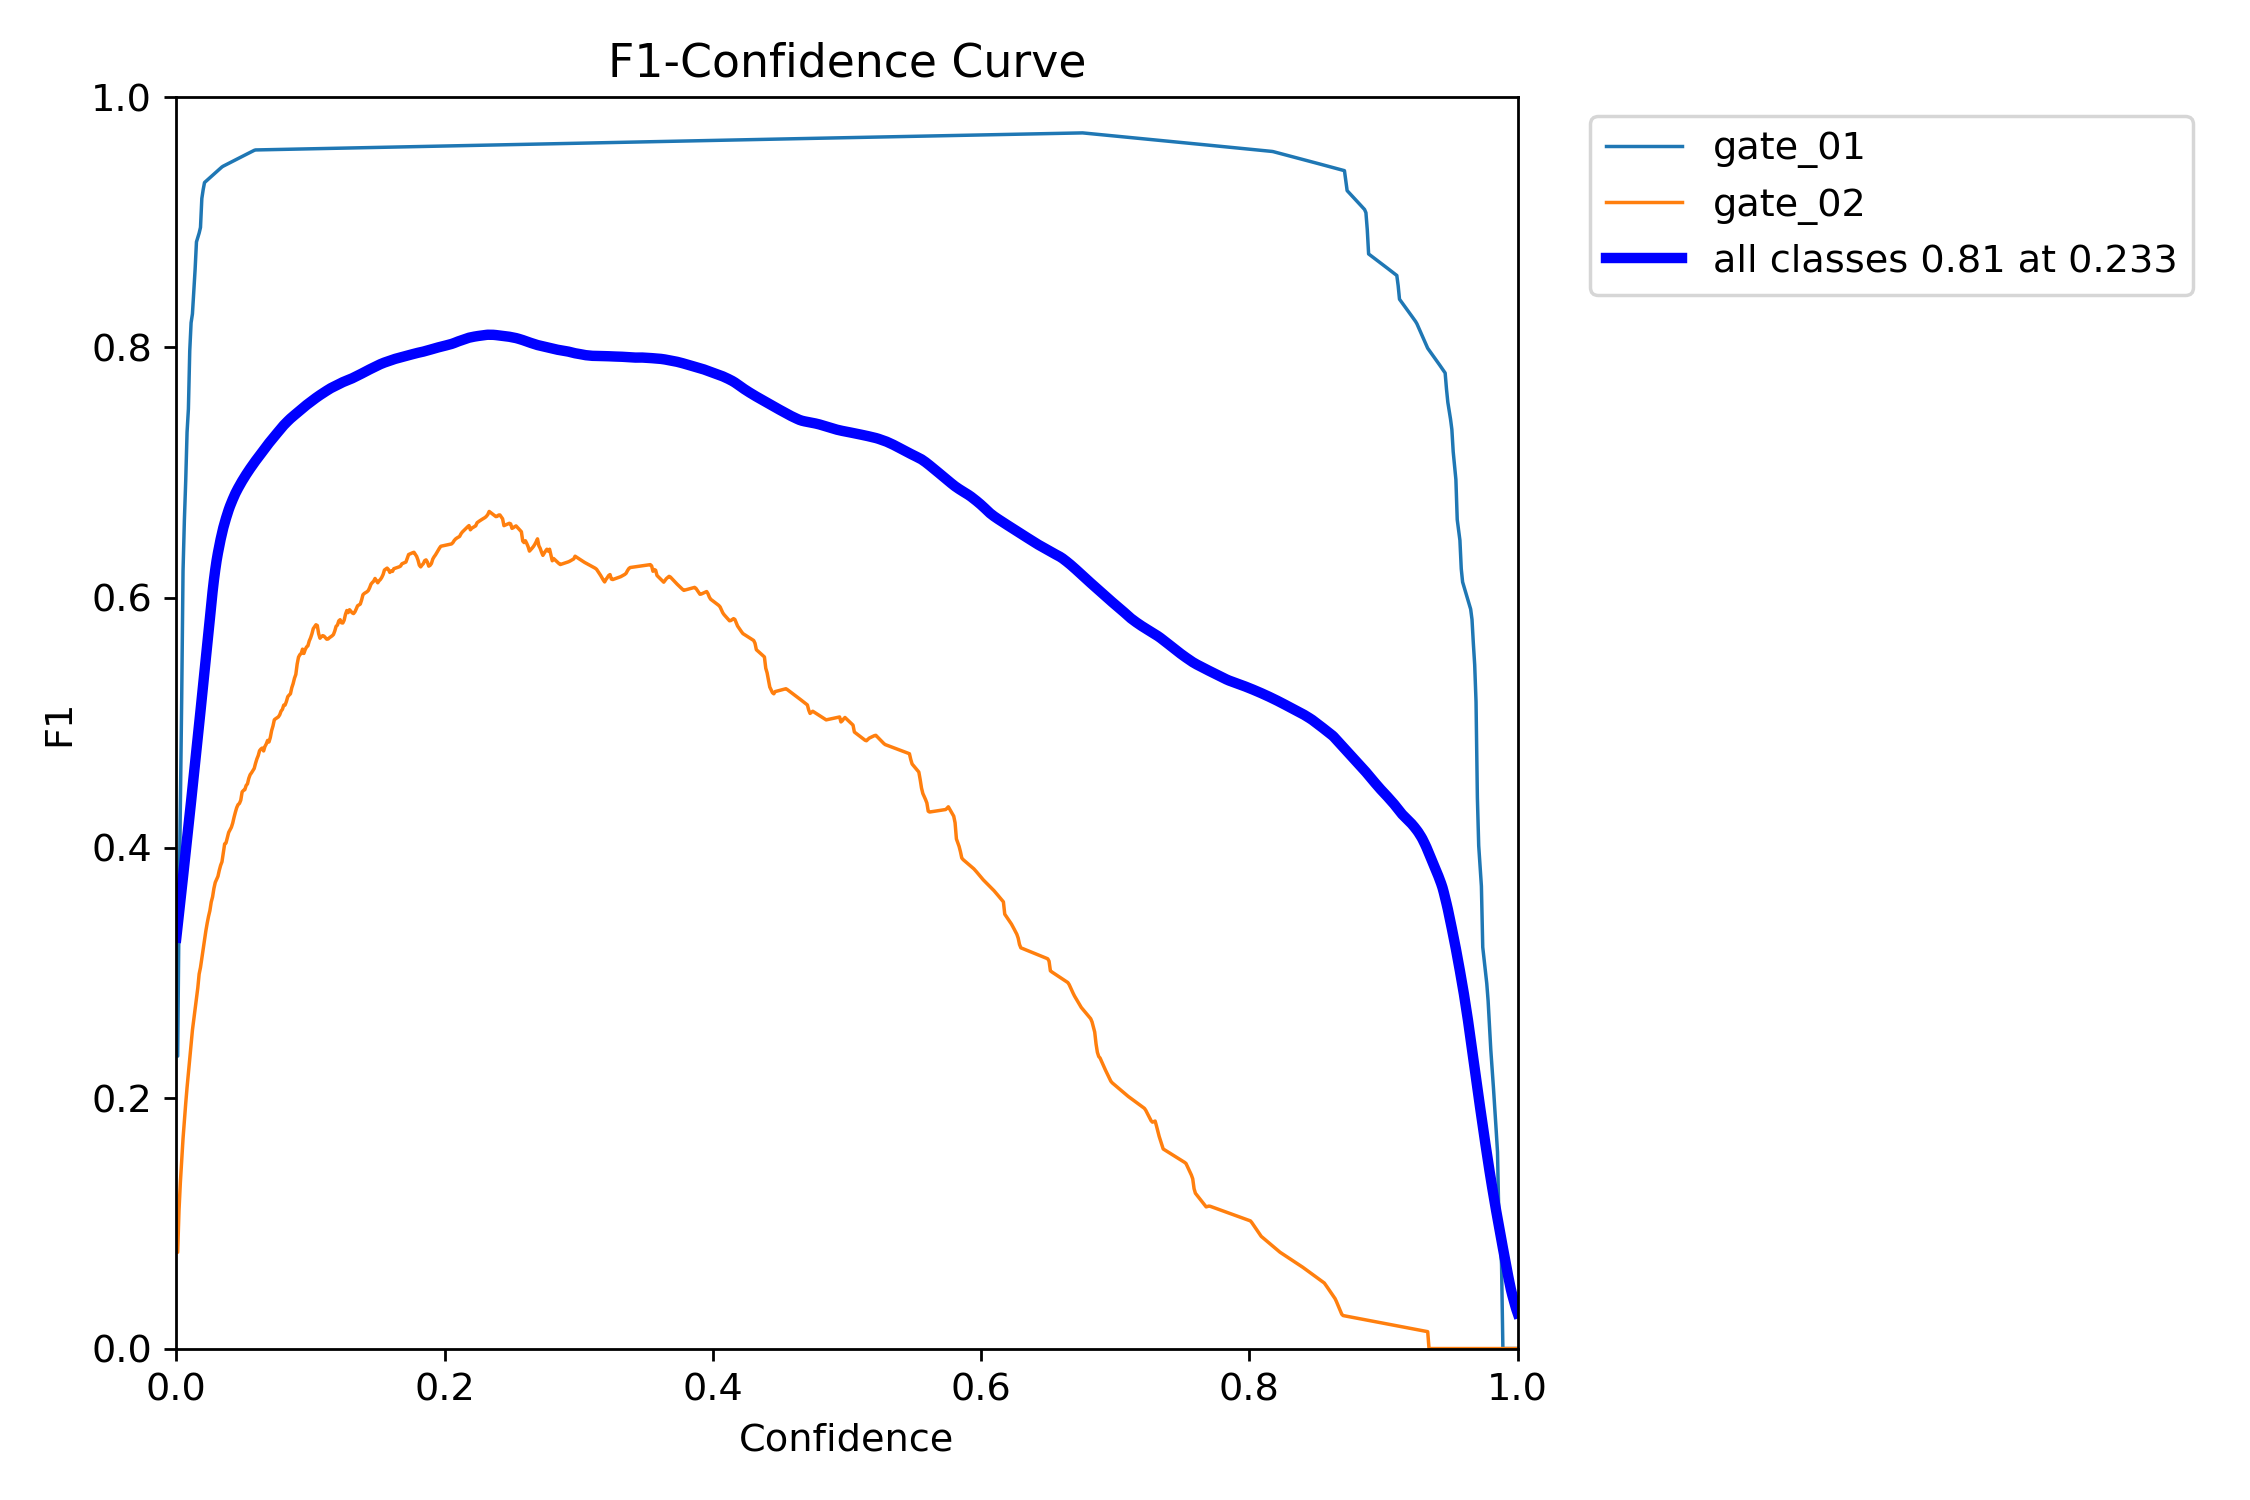 F1-Confidence Curve
gate_01
gate_02
all classes 0.81 at 0.233
1.0
0.8
0.6
0.4
0.2
0.0
F1
0.0 0.2 0.4 0.6 0.8 1.0
Confidence